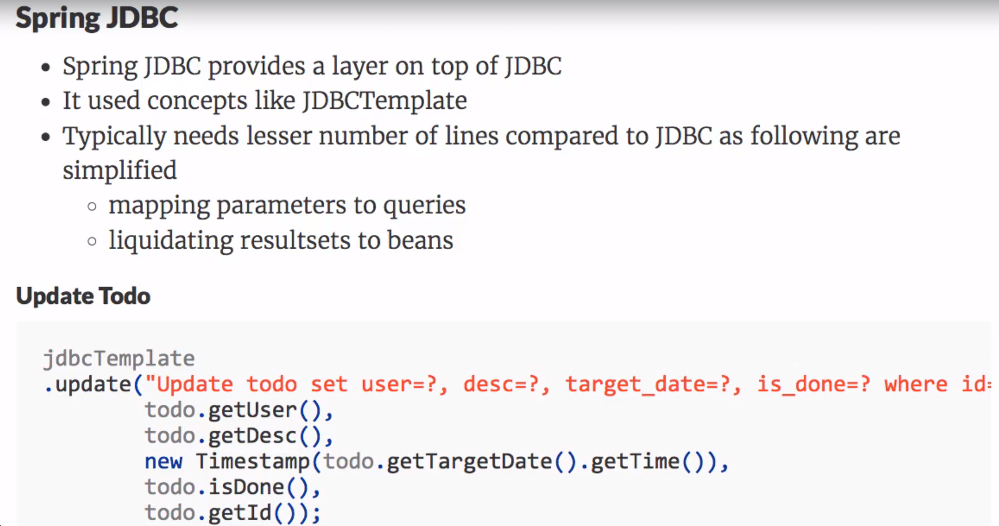 Spring JDBC
• Spring JDBC provides a layer on top of JDBC
• It used concepts like JDBCTemplate
• Typically needs lesser number of lines compared to JDBC as following are
simplified
○ mapping parameters to queries
○ liquidating resultsets to beans
Update Todo
jdbcTemplate
.update("Update todo set user=?, desc=?, target_date=?, is_done=? where id=
todo.getUser(),
todo.getDesc(),
new Timestamp(todo.getTargetDate().getTime()),
todo.isDone(),
todo.getId());